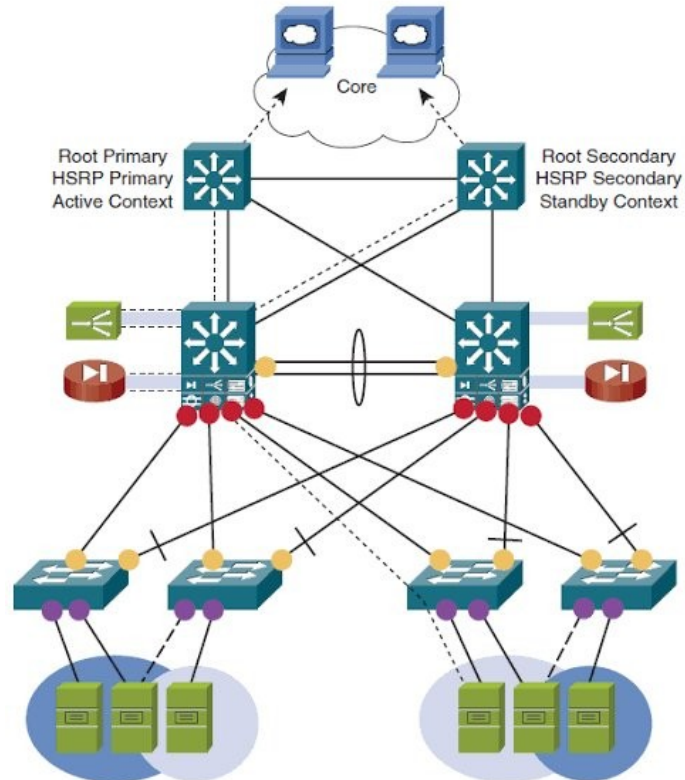 Core
Root Primary
HSRP Primary
Active Context
Root Secondary
HSRP Secondary
Standby Context